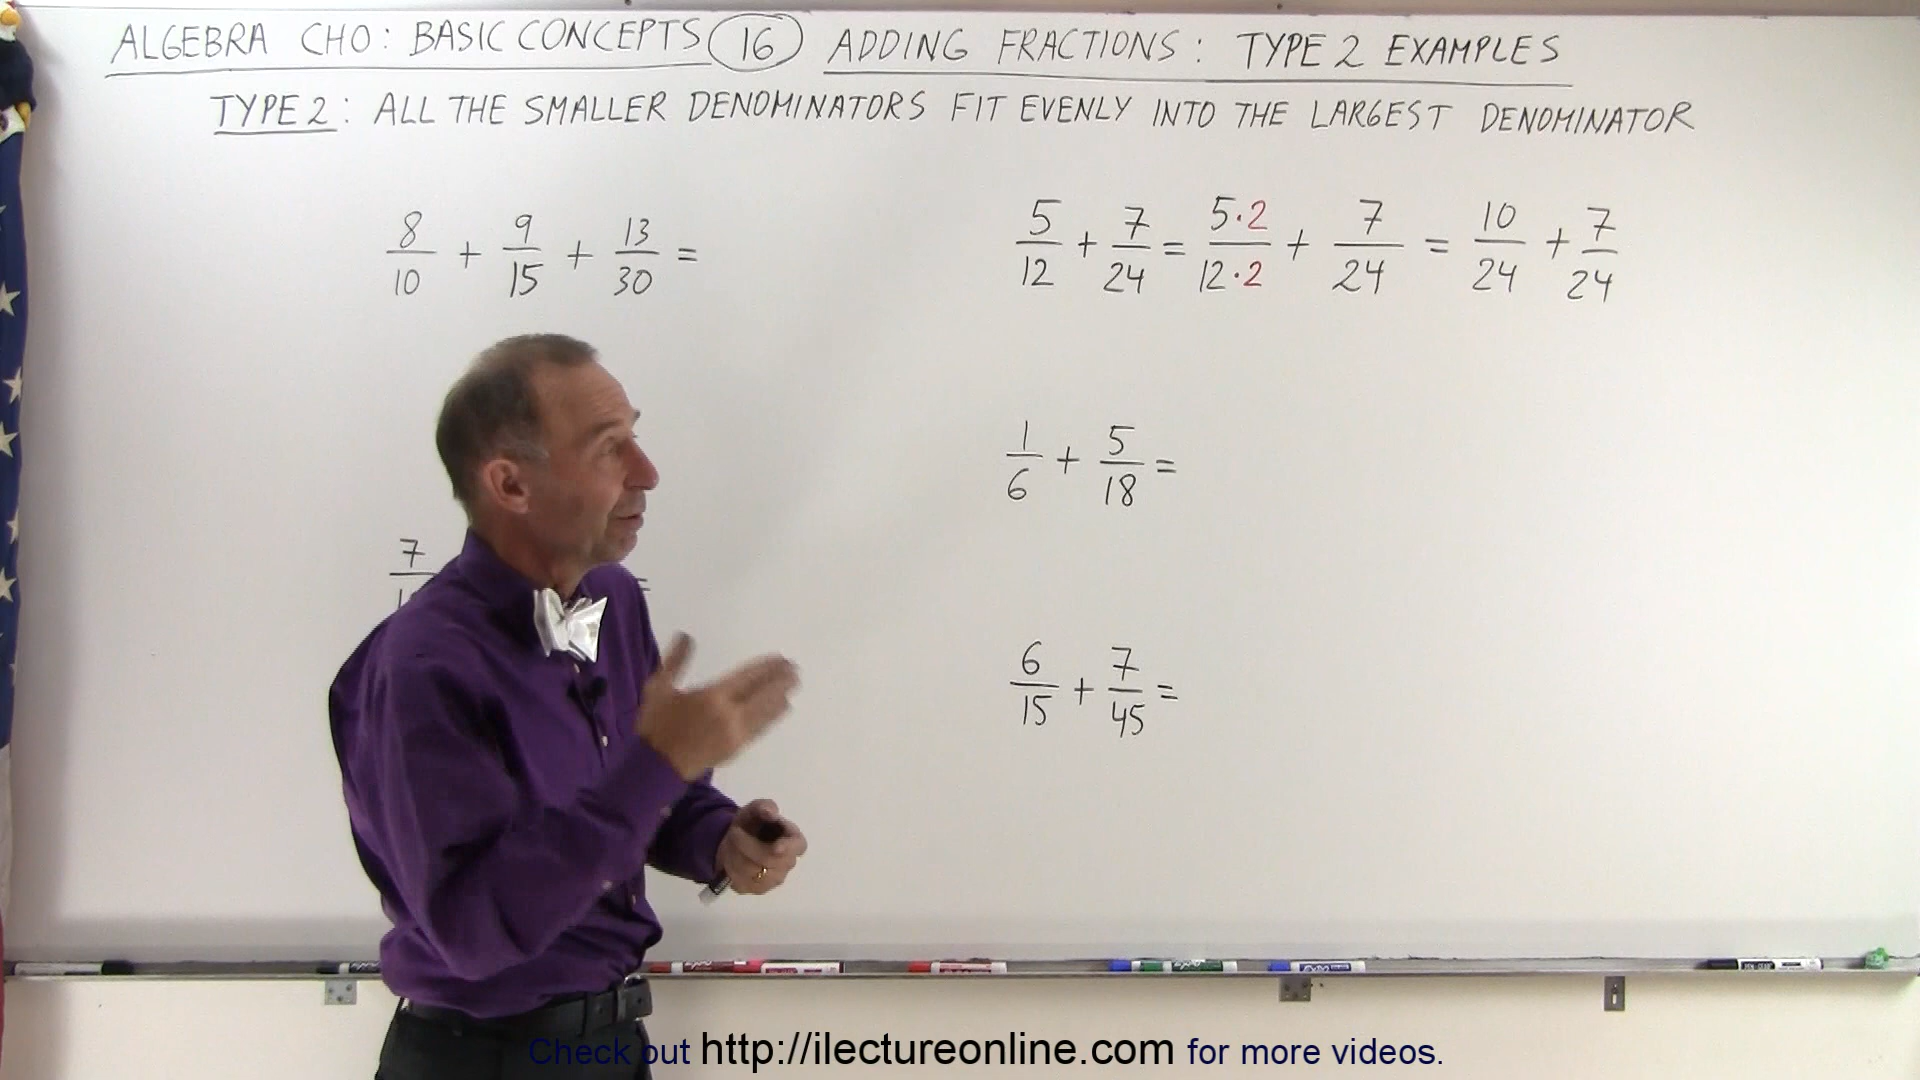 ALGEBRA CH0: BASIC CONCEPTS 16 ADDING FRACTIONS: TYPE 2 EXAMPLES
TYPE 2: ALL THE SMALLER DENOMINATORS FIT EVENLY INTO THE LARGEST DENOMINATOR
8/10 + 9/15 + 13/30 =
5/12 + 7/24 = 5·2/12·2 + 7/24 = 10/24 + 7/24
1/6 + 5/18 =
7
6/15 + 7/45 =
Check out http://ilectureonline.com for more videos.